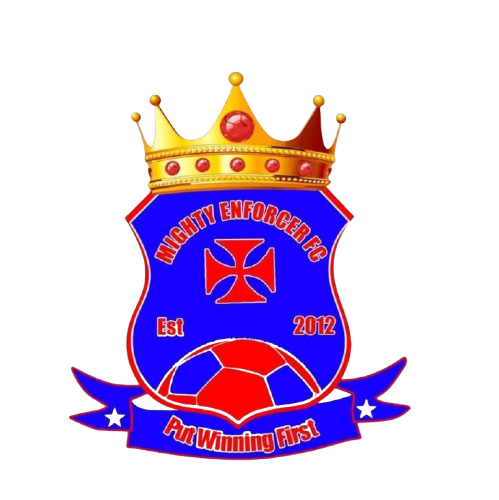 MIGHTY ENFORCER FC
Est 2012
Put Winning First